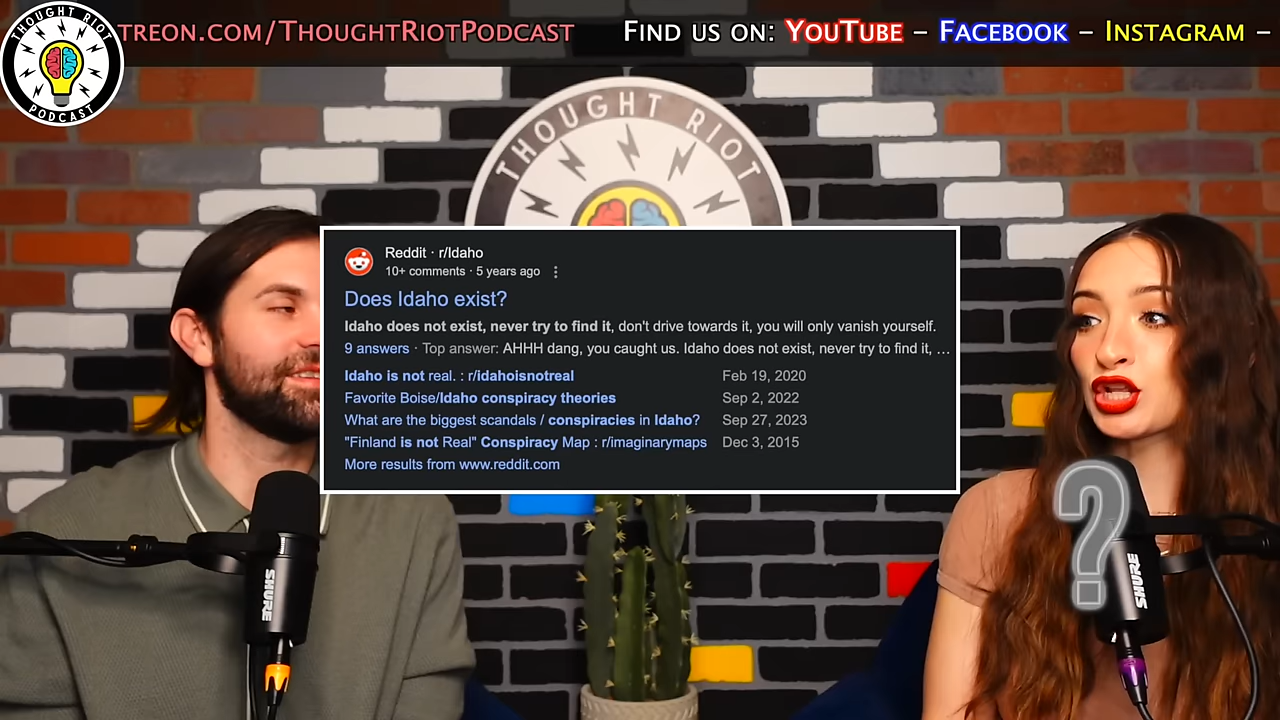 TREON.COM/THOUGHTRIOTPODCAST FIND US ON: YOUTUBE – FACEBOOK – INSTAGRAM –
THOUGHT RIOT
PODCAST
THOUGHT RIOT
Reddit · r/Idaho
10+ comments · 5 years ago
Does Idaho exist?
Idaho does not exist, never try to find it, don't drive towards it, you will only vanish yourself.
9 answers · Top answer: AHHH dang, you caught us. Idaho does not exist, never try to find it, …
Idaho is not real. : r/idahoisnotreal Feb 19, 2020
Favorite Boise/Idaho conspiracy theories Sep 2, 2022
What are the biggest scandals / conspiracies in Idaho? Sep 27, 2023
"Finland is not Real" Conspiracy Map : r/imaginarymaps Dec 3, 2015
More results from www.reddit.com
?
SHURE
SHURE